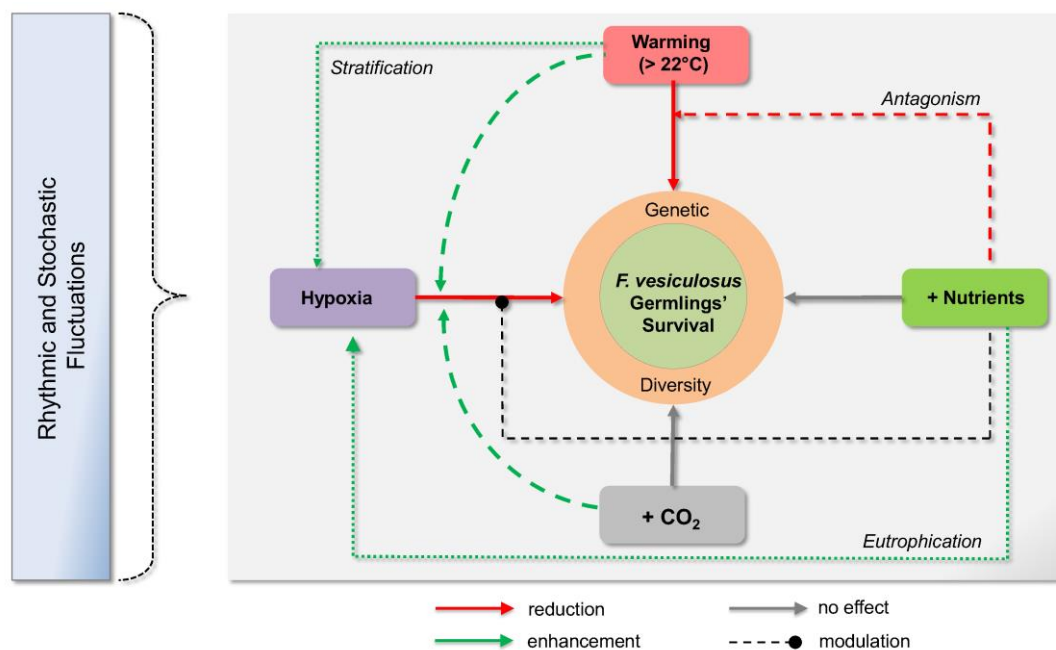 Rhythmic and Stochastic
Fluctuations
Warming
(> 22°C)
Stratification
Antagonism
Genetic
Hypoxia
F. vesiculosus
Germlings'
Survival
+ Nutrients
Diversity
+ CO₂
Eutrophication
reduction
no effect
enhancement
modulation